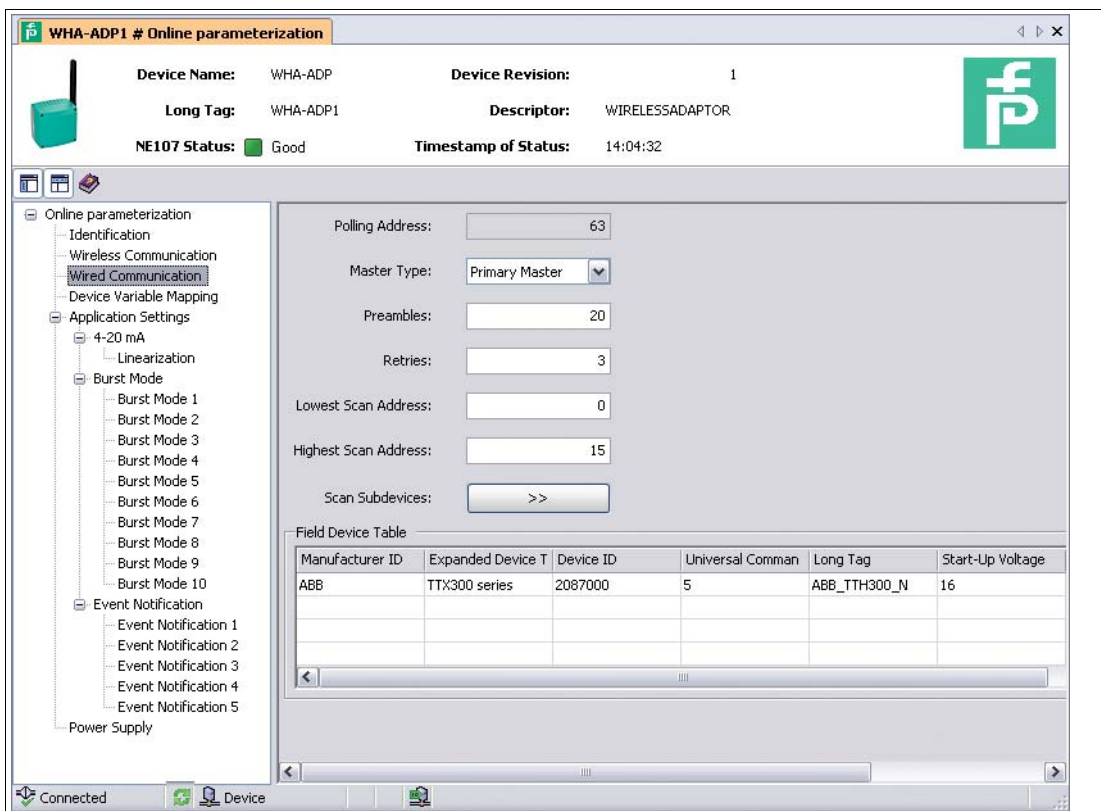 WHA-ADP1 # Online parameterization
Device Name: WHA-ADP Device Revision: 1
Long Tag: WHA-ADP1 Descriptor: WIRELESSADAPTOR
NE107 Status: Good Timestamp of Status: 14:04:32
Online parameterization
Identification
Wireless Communication
Wired Communication
Device Variable Mapping
Application Settings
4-20 mA
Linearization
Burst Mode
Burst Mode 1
Burst Mode 2
Burst Mode 3
Burst Mode 4
Burst Mode 5
Burst Mode 6
Burst Mode 7
Burst Mode 8
Burst Mode 9
Burst Mode 10
Event Notification
Event Notification 1
Event Notification 2
Event Notification 3
Event Notification 4
Event Notification 5
Power Supply
Polling Address: 63
Master Type: Primary Master
Preambles: 20
Retries: 3
Lowest Scan Address: 0
Highest Scan Address: 15
Scan Subdevices: >>
Field Device Table
Manufacturer ID Expanded Device T Device ID Universal Comman Long Tag Start-Up Voltage
ABB TTX300 series 2087000 5 ABB_TTH300_N 16
Connected Device